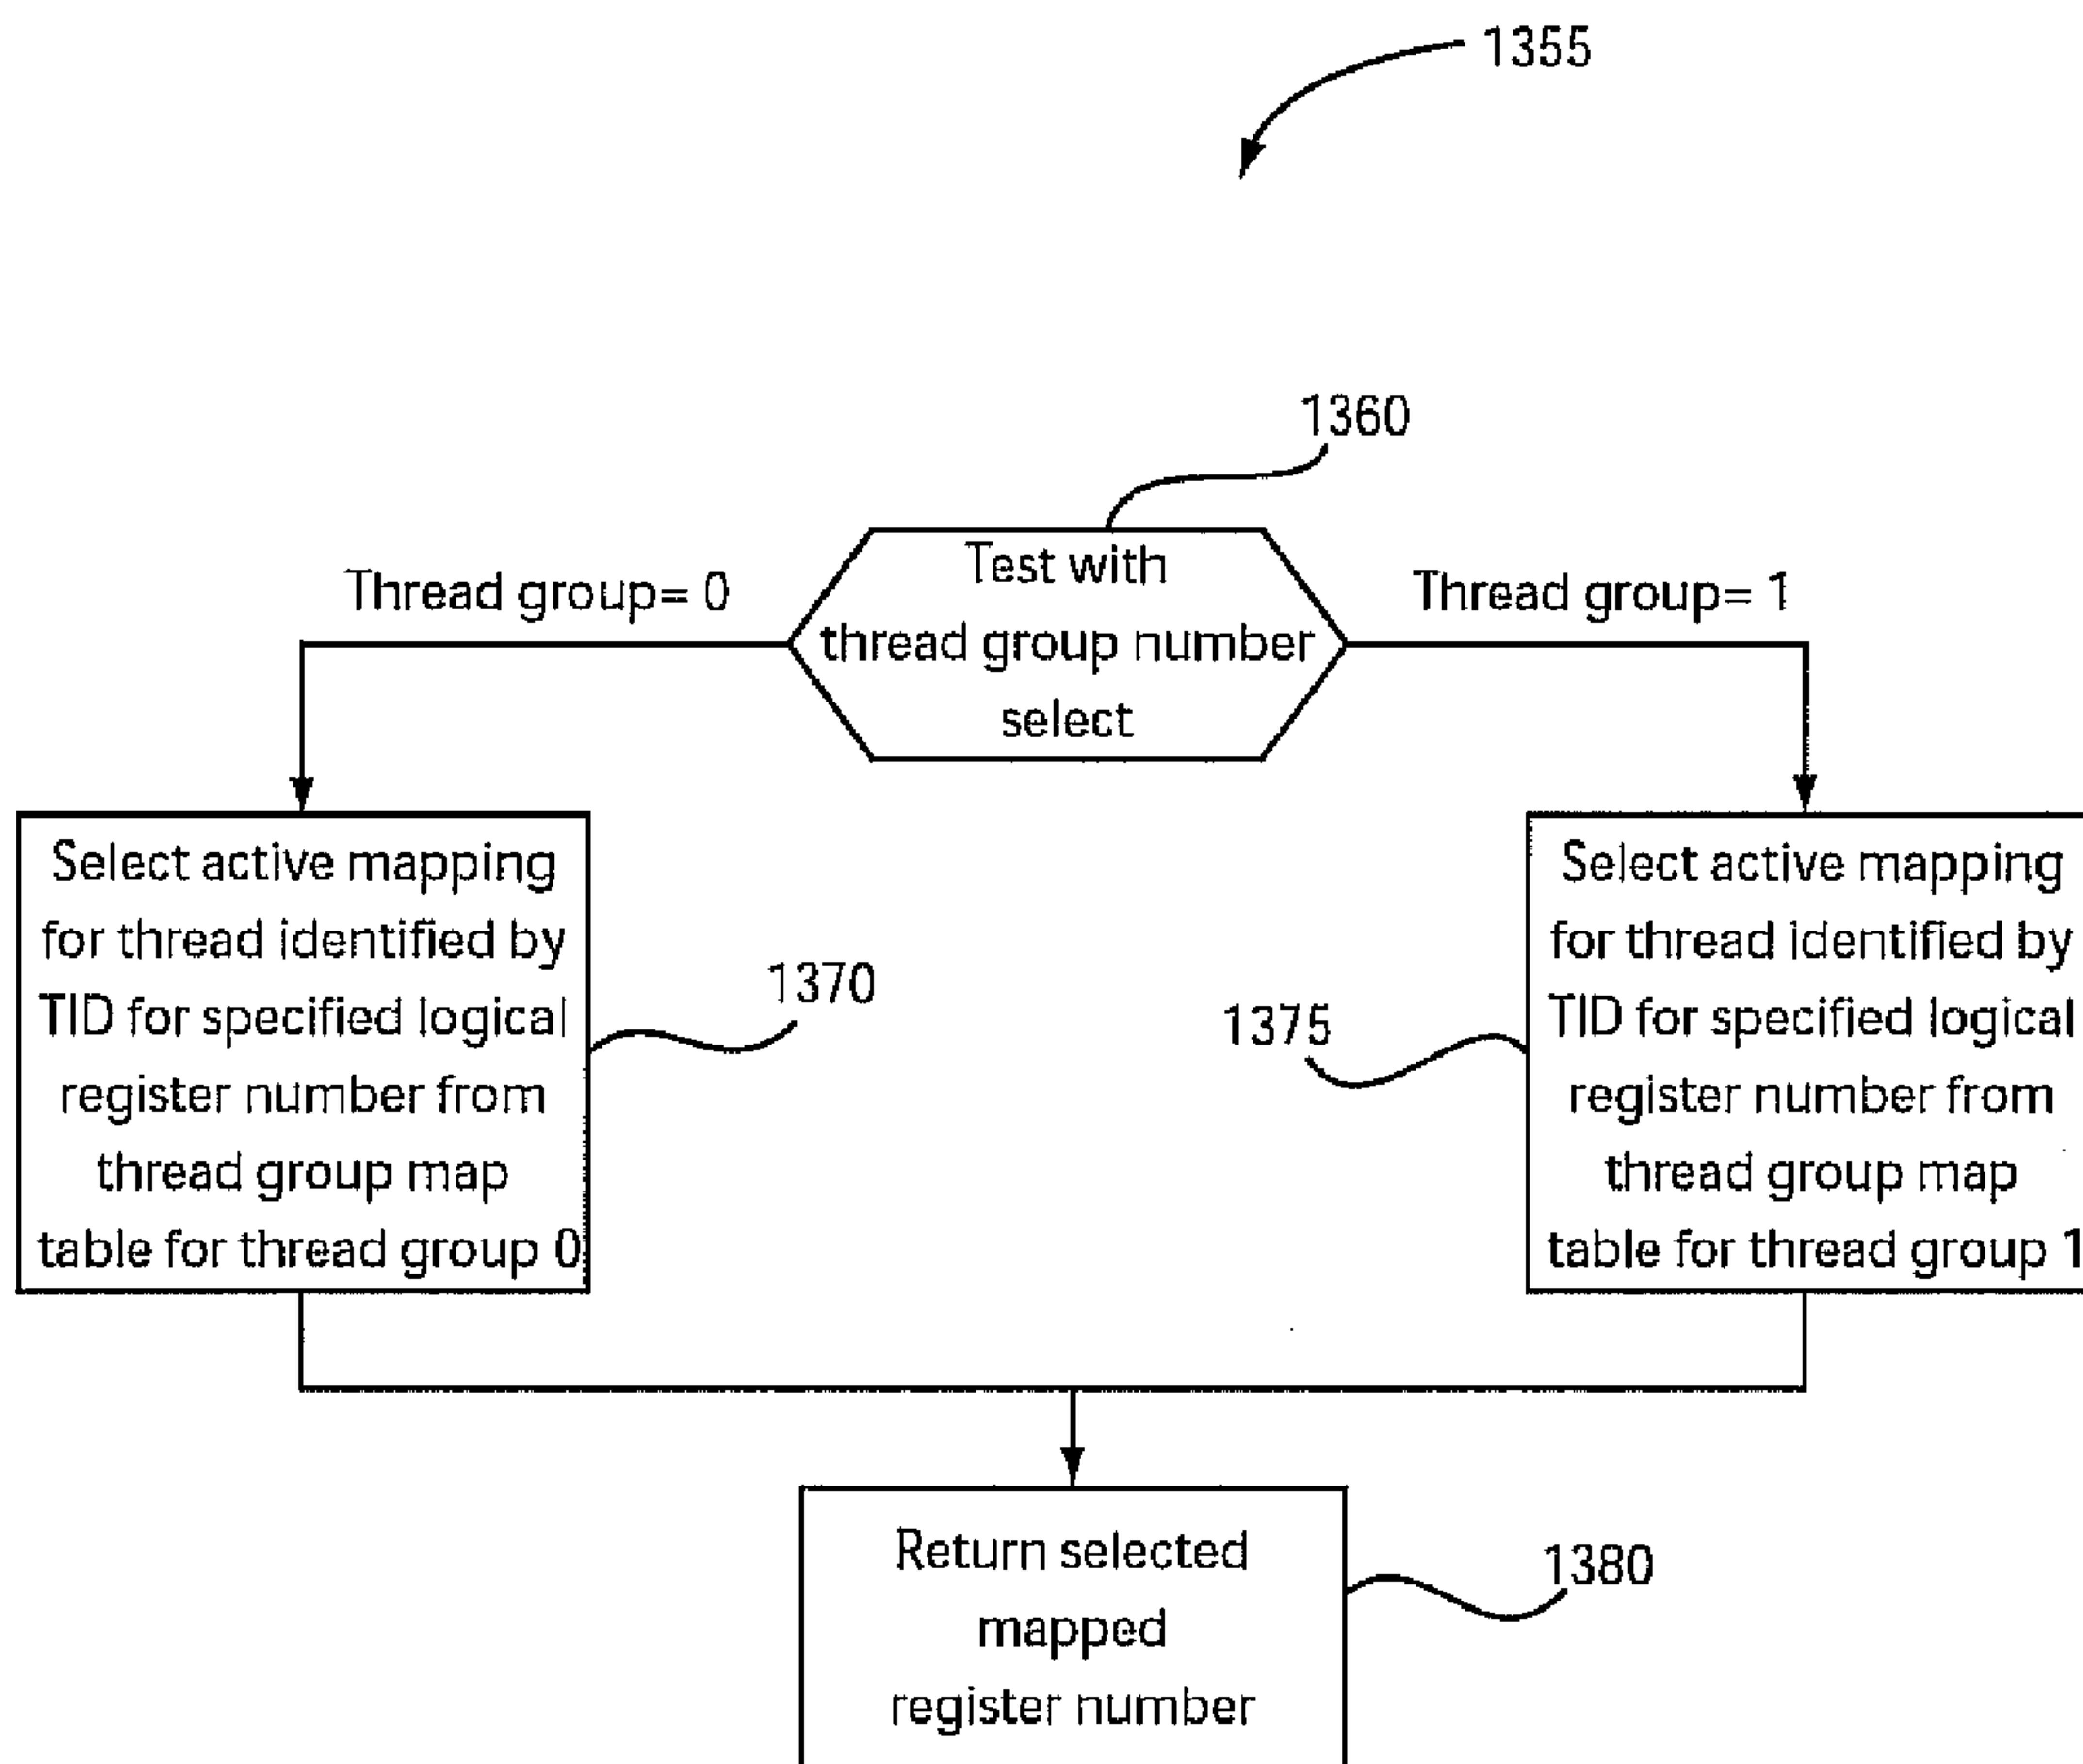 1355
1360
Test with
thread group number
select
Thread group= 0
Thread group= 1
Select active mapping
for thread identified by
TID for specified logical
register number from
thread group map
table for thread group 0
1370
1375
Select active mapping
for thread identified by
TID for specified logical
register number from
thread group map
table for thread group 1
Return selected
mapped
register number
1380